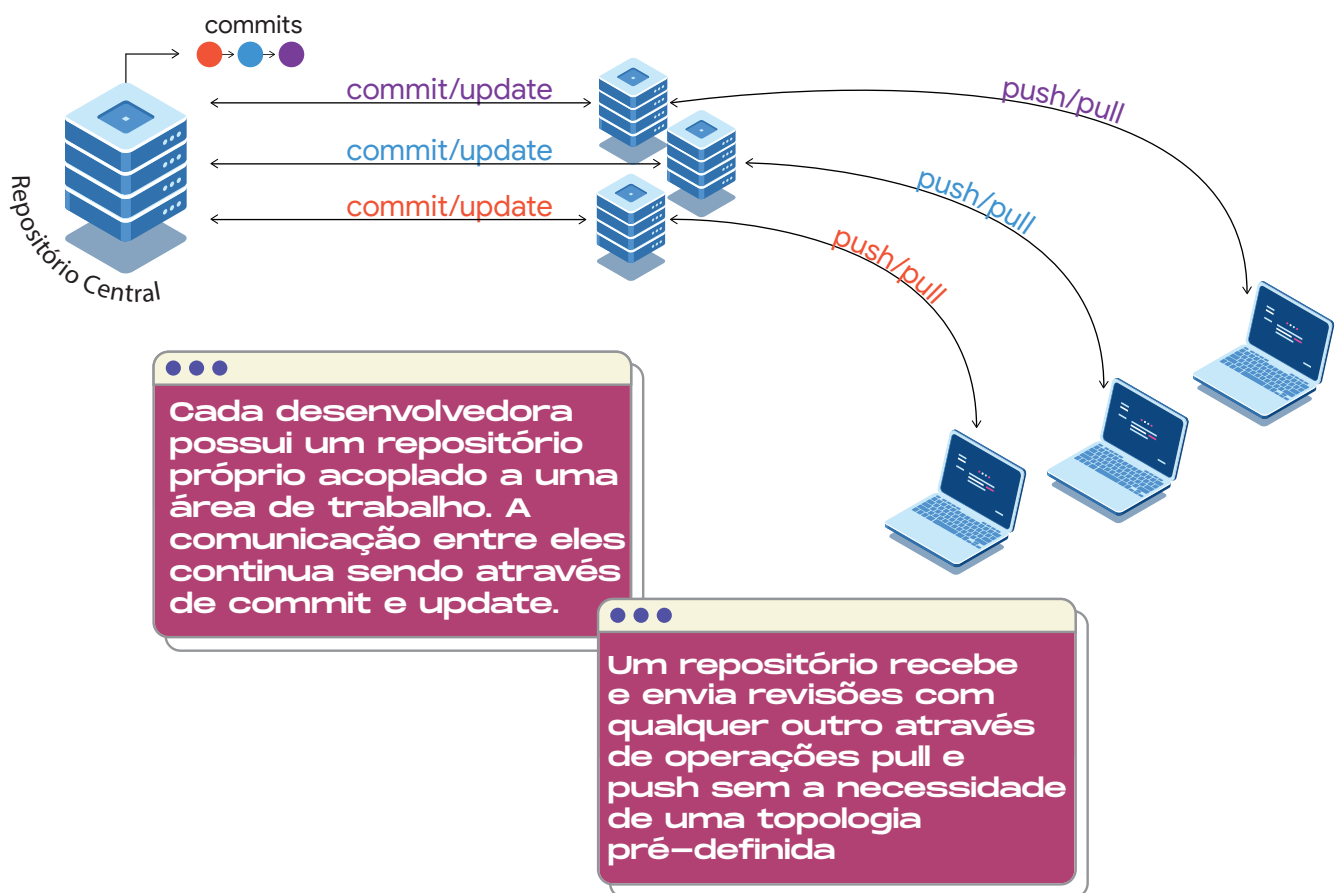 commits
commit/update
push/pull
commit/update
push/pull
commit/update
push/pull
Repositório Central
Cada desenvolvedora
possui um repositório
próprio acoplado a uma
área de trabalho. A
comunicação entre eles
continua sendo através
de commit e update.
Um repositório recebe
e envia revisões com
qualquer outro através
de operações pull e
push sem a necessidade
de uma topologia
pré-definida